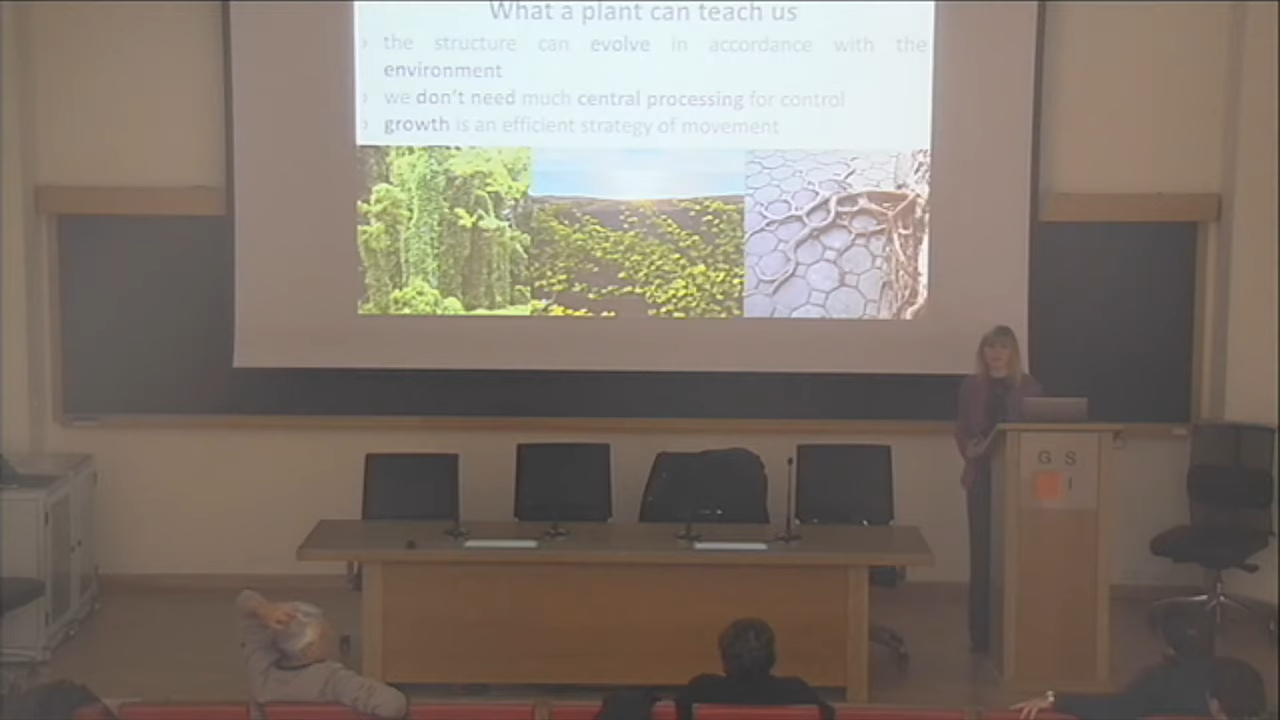 What a plant can teach us
› the structure can evolve in accordance with the
environment
› we don't need much central processing for control
› growth is an efficient strategy of movement
G S
I